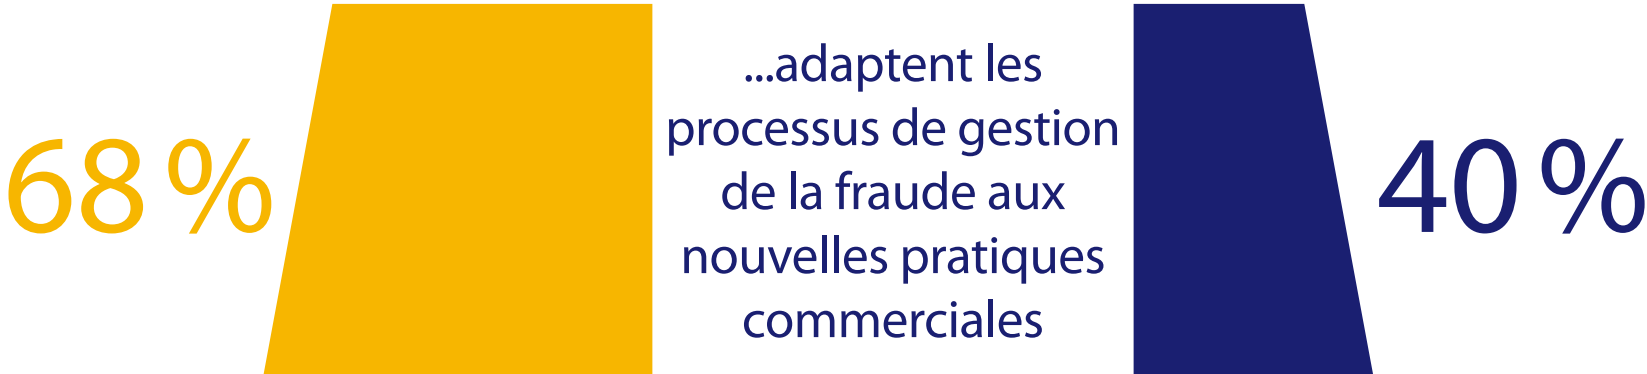 68 %
...adaptent les
processus de gestion
de la fraude aux
nouvelles pratiques
commerciales
40 %